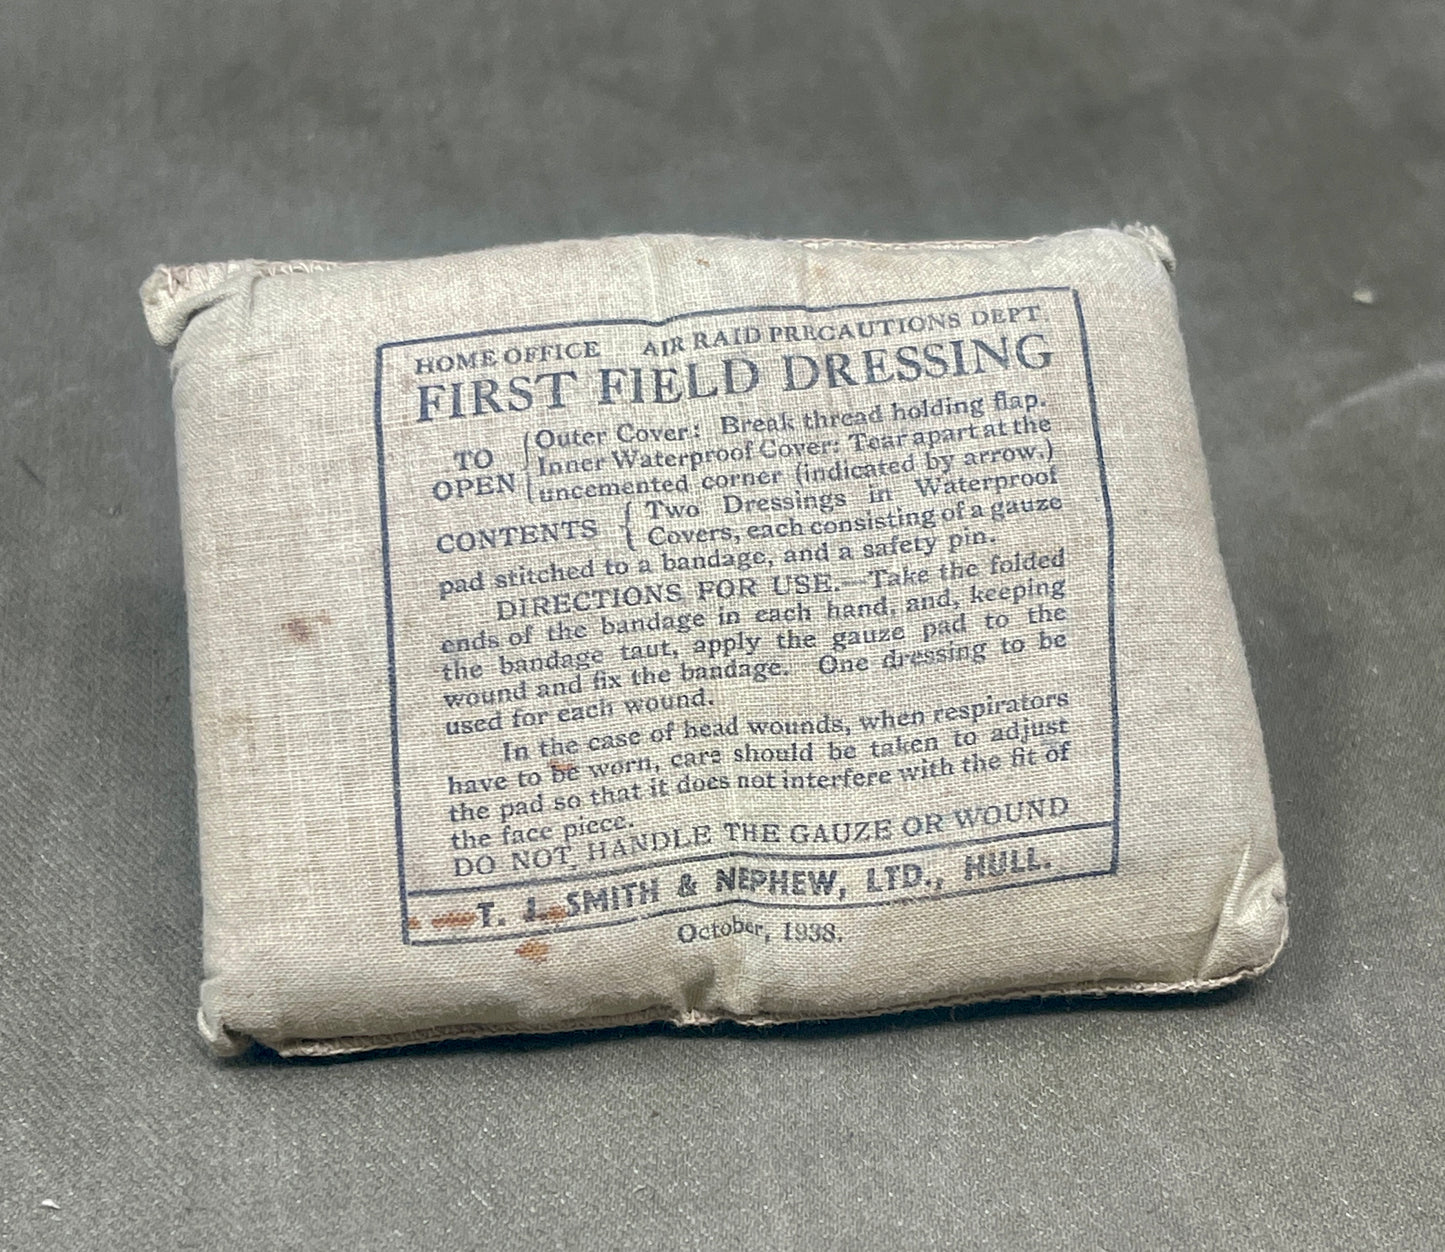 HOME OFFICE AIR RAID PRECAUTIONS DEPT.
FIRST FIELD DRESSING
TO OPEN { Outer Cover: Break thread holding flap.
Inner Waterproof Cover: Tear apart at the
uncemented corner (indicated by arrow.)
CONTENTS { Two Dressings in Waterproof
Covers, each consisting of a gauze
pad stitched to a bandage, and a safety pin.
DIRECTIONS FOR USE.—Take the folded
ends of the bandage in each hand, and, keeping
the bandage taut, apply the gauze pad to the
wound and fix the bandage. One dressing to be
used for each wound.
In the case of head wounds, when respirators
have to be worn, care should be taken to adjust
the pad so that it does not interfere with the fit of
the face piece.
DO NOT HANDLE THE GAUZE OR WOUND
T. J. SMITH & NEPHEW, LTD., HULL.
October, 1938.